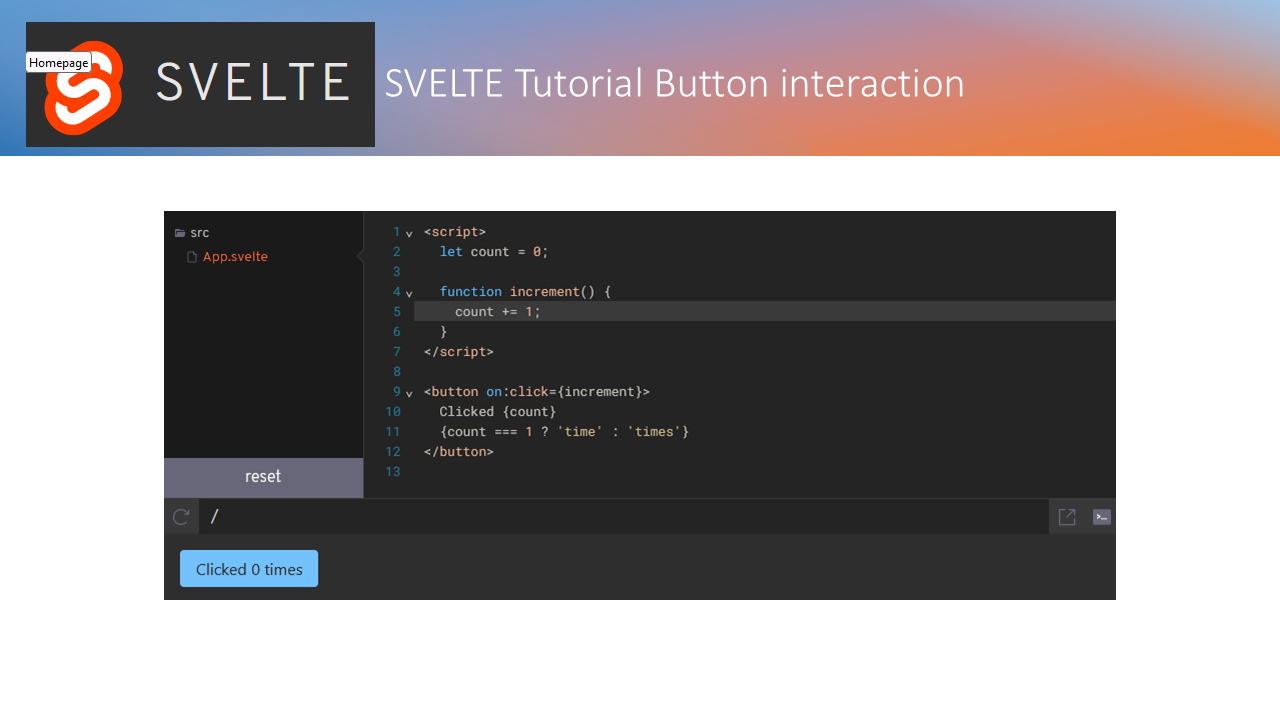 Homepage
SVELTE
SVELTE Tutorial Button interaction
src
App.svelte
reset
1 <script>
2   let count = 0;
3
4   function increment() {
5     count += 1;
6   }
7 </script>
8
9 <button on:click={increment}>
10   Clicked {count}
11   {count === 1 ? 'time' : 'times'}
12 </button>
13
/
Clicked 0 times